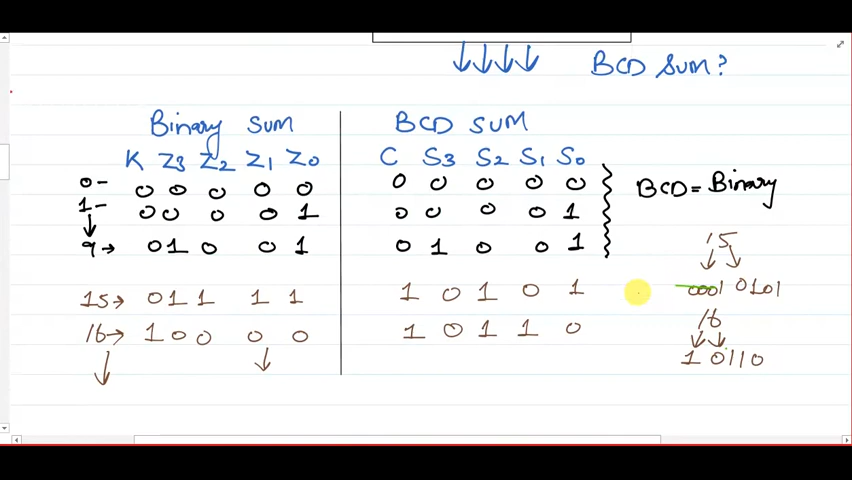 BCD SUM?
Binary SUM
BCD SUM
K Z3 Z2 Z1 Z0
C S3 S2 S1 S0
0- 0 0 0 0 0
0 0 0 0 0
BCD = Binary
1- 0 0 0 0 1
0 0 0 0 1
9→ 0 1 0 0 1
0 1 0 0 1
15
15→ 0 1 1 1 1
1 0 1 0 1
0001 0101
16
16→ 1 0 0 0 0
1 0 1 1 0
1 0110